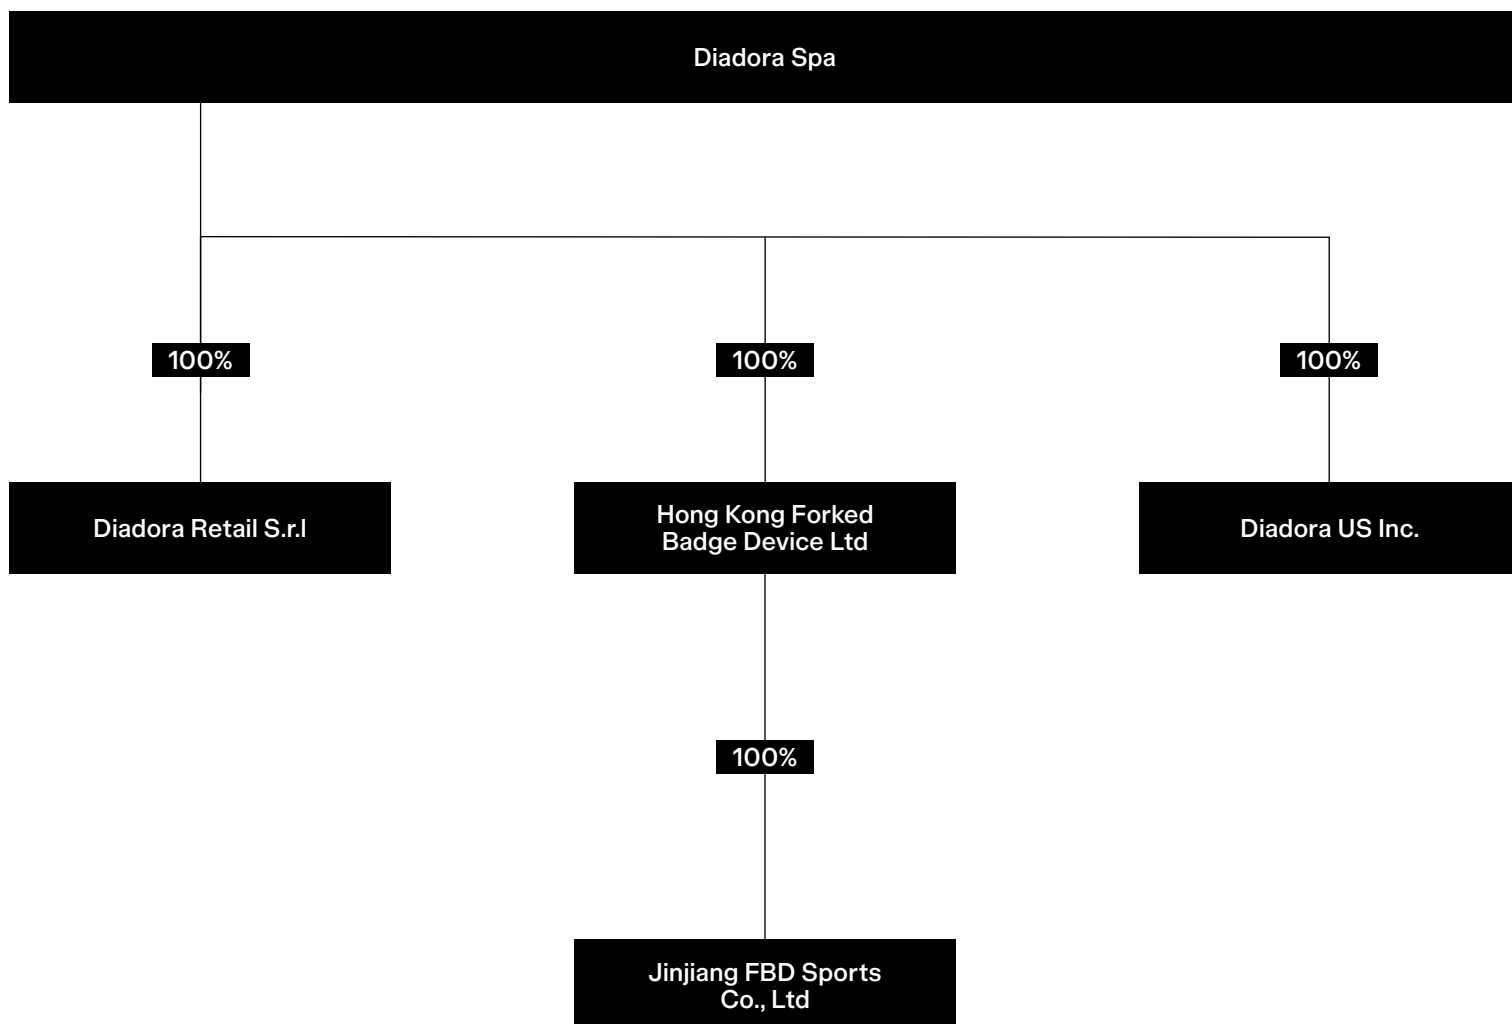 Diadora Spa
100%
100%
100%
Diadora Retail S.r.l
Hong Kong Forked
Badge Device Ltd
Diadora US Inc.
100%
Jinjiang FBD Sports
Co., Ltd